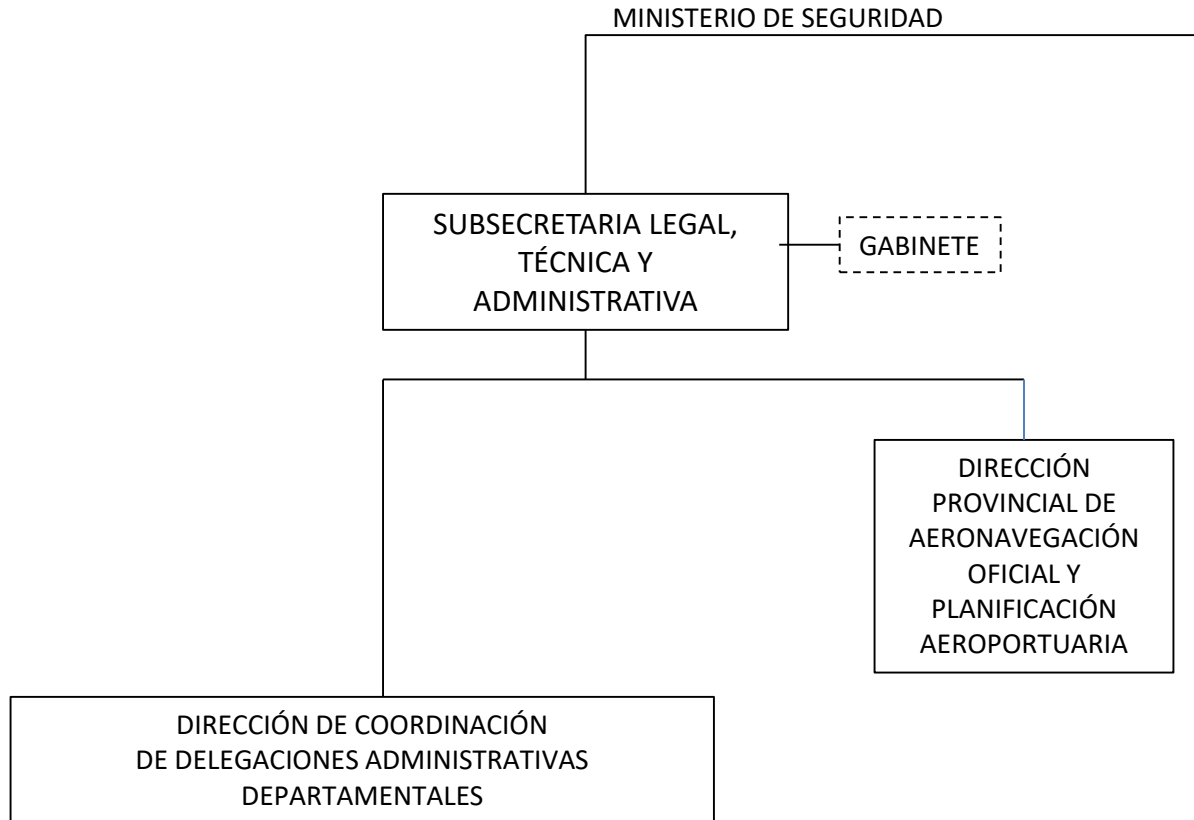 MINISTERIO DE SEGURIDAD
SUBSECRETARIA LEGAL,
TÉCNICA Y
ADMINISTRATIVA
GABINETE
DIRECCIÓN
PROVINCIAL DE
AERONAVEGACIÓN
OFICIAL Y
PLANIFICACIÓN
AEROPORTUARIA
DIRECCIÓN DE COORDINACIÓN
DE DELEGACIONES ADMINISTRATIVAS
DEPARTAMENTALES